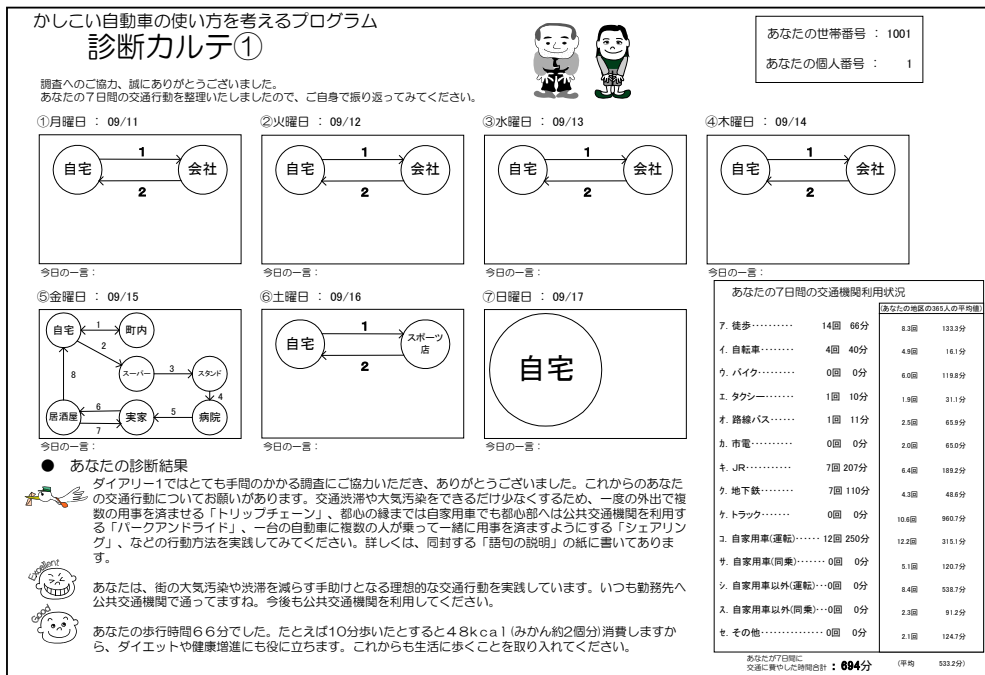 かしこい自動車の使い方を考えるプログラム
診断カルテ①
あなたの世帯番号 : 1001
あなたの個人番号 : 1
調査へのご協力、誠にありがとうございました。
あなたの7日間の交通行動を整理いたしましたので、ご自身で振り返ってみてください。
①月曜日 : 09/11
自宅 1 会社
2
今日の一言:
②火曜日 : 09/12
自宅 1 会社
2
今日の一言:
③水曜日 : 09/13
自宅 1 会社
2
今日の一言:
④木曜日 : 09/14
自宅 1 会社
2
今日の一言:
⑤金曜日 : 09/15
自宅 1 町内
2
スーパー 3 スタンド
8 4
居酒屋 6 実家 5 病院
7
今日の一言:
⑥土曜日 : 09/16
自宅 1 スポーツ店
2
今日の一言:
⑦日曜日 : 09/17
自宅
今日の一言:
あなたの7日間の交通機関利用状況
(あなたの地区の365人の平均値)
ア. 徒歩・・・・・・・・・・ 14回 66分 8.3回 133.3分
イ. 自転車・・・・・・・・ 4回 40分 4.9回 16.1分
ウ. バイク・・・・・・・・・ 0回 0分 6.0回 119.8分
エ. タクシー・・・・・・・ 1回 10分 1.9回 31.1分
オ. 路線バス・・・・・・ 1回 11分 2.5回 65.9分
カ. 市電・・・・・・・・・・ 0回 0分 2.0回 65.0分
キ. JR・・・・・・・・・・・ 7回 207分 6.4回 189.2分
ク. 地下鉄・・・・・・・・ 7回 110分 4.3回 48.6分
ケ. トラック・・・・・・・・ 0回 0分 10.6回 960.7分
コ. 自家用車(運転)・・・・・・ 12回 250分 12.2回 315.1分
サ. 自家用車(同乗)・・・・・・・ 0回 0分 5.1回 120.7分
シ. 自家用車以外(運転)・・・0回 0分 8.4回 538.7分
ス. 自家用車以外(同乗)・・・0回 0分 2.3回 91.2分
セ. その他・・・・・・・・・・・・・・ 0回 0分 2.1回 124.7分
あなたが7日間に
交通に費やした時間合計 : 694分 (平均 533.2分)
● あなたの診断結果
ダイアリー1ではとても手間のかかる調査にご協力いただき、ありがとうございました。これからのあなた
の交通行動についてお願いがあります。交通渋滞や大気汚染をできるだけ少なくするため、一度の外出で複
数の用事を済ませる「トリップチェーン」、都心の縁までは自家用車でも都心部へは公共交通機関を利用す
る「パークアンドライド」、一台の自動車に複数の人が乗って一緒に用事を済ますようにする「シェアリン
グ」、などの行動方法を実践してみてください。詳しくは、同封する「語句の説明」の紙に書いてありま
す。
Excellent
あなたは、街の大気汚染や渋滞を減らす手助けとなる理想的な交通行動を実践しています。いつも勤務先へ
公共交通機関で通ってますね。今後も公共交通機関を利用してください。
Good
あなたの歩行時間66分でした。たとえば10分歩いたとすると48kcal(みかん約2個分)消費しますか
ら、ダイエットや健康増進にも役に立ちます。これからも生活に歩くことを取り入れてください。